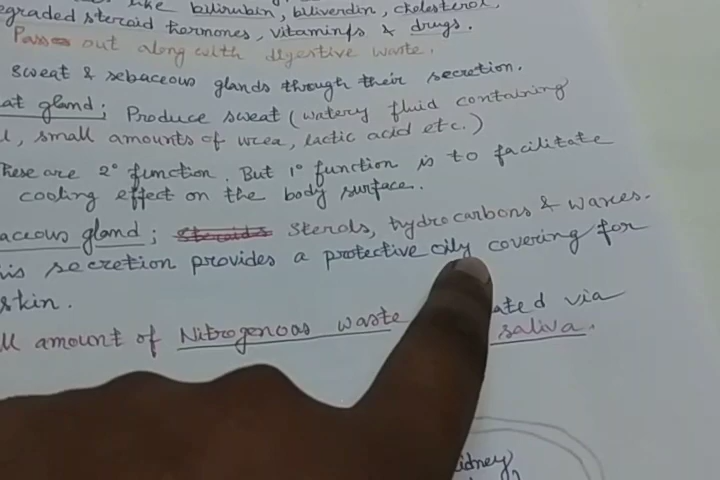 like bilirubin, biliverdin, cholesterol,
egraded steroid hormones, vitamins & drugs.
Pass out along with digestive waste.
sweat & sebaceous glands through their secretion.
at gland; Produce sweat (watery fluid containing
l, small amounts of urea, lactic acid etc.)
hese are 2° function. But 1° function is to facilitate
cooling effect on the body surface.
aceous gland; steroids Sterols, hydrocarbons & waxes.
is secretion provides a protective oily covering for
skin.
ll amount of Nitrogenous waste ated via
saliva.
kidney,